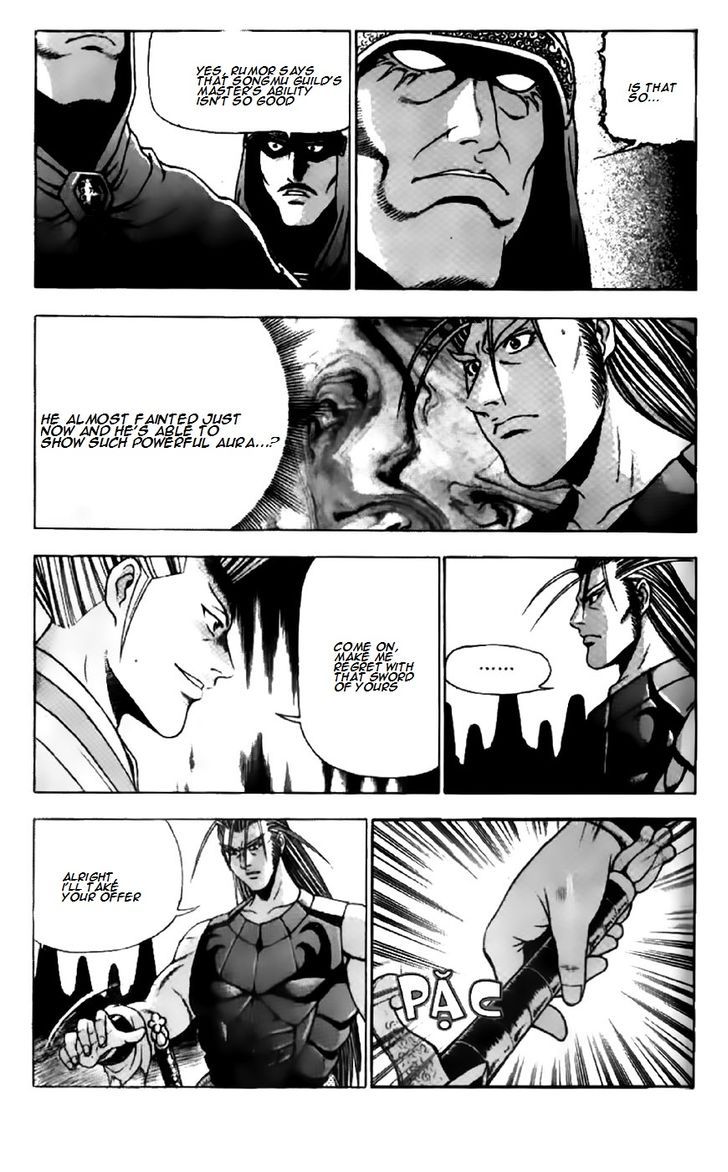 YES, RUMOR SAYS
THAT SONGMU GUILD'S
MASTER'S ABILITY
ISN'T SO GOOD
IS THAT
SO...
HE ALMOST FAINTED JUST
NOW AND HE'S ABLE TO
SHOW SUCH POWERFUL AURA...?
COME ON,
MAKE ME
REGRET WITH
THAT SWORD
OF YOURS
......
ALRIGHT,
I'LL TAKE
YOUR OFFER
PẶC